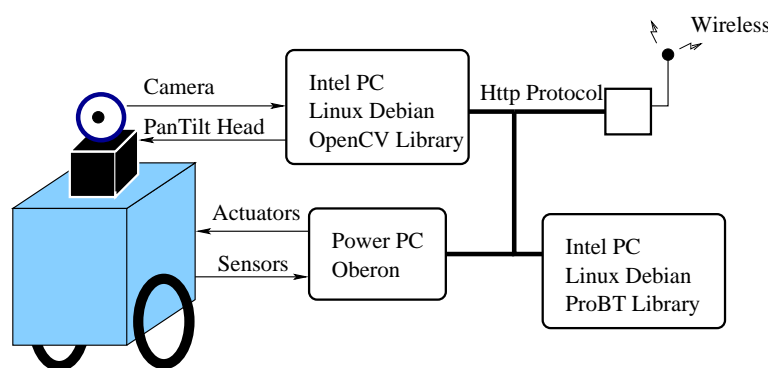 Wireless
Camera
PanTilt Head
Intel PC
Linux Debian
OpenCV Library
Http Protocol
Actuators
Sensors
Power PC
Oberon
Intel PC
Linux Debian
ProBT Library